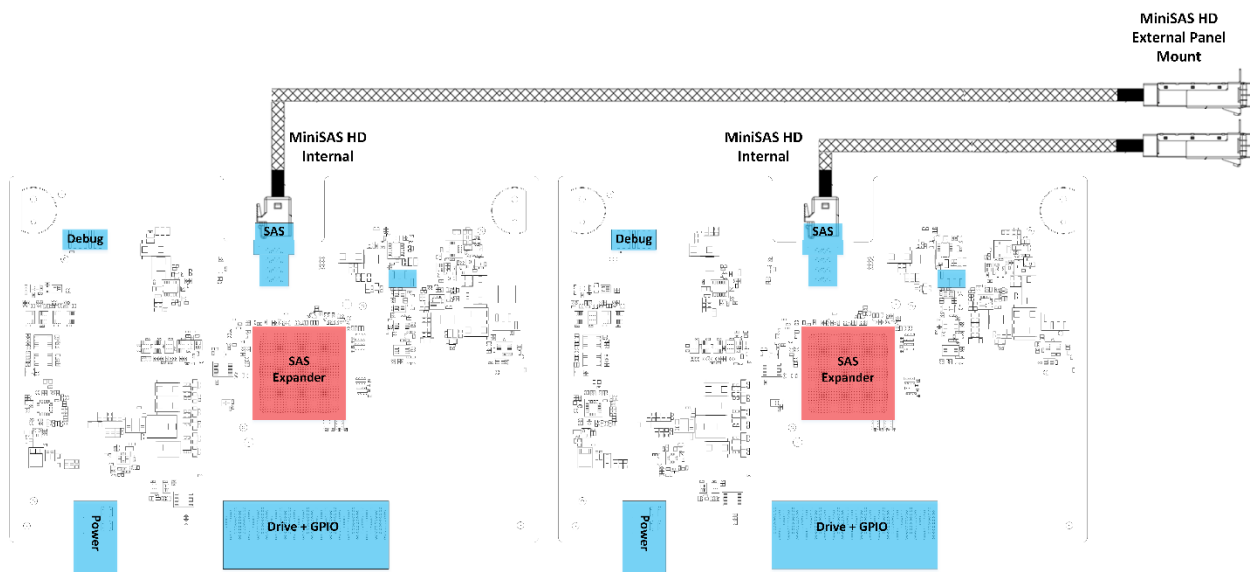 MiniSAS HD
External Panel
Mount
MiniSAS HD
Internal
MiniSAS HD
Internal
Debug
SAS
Debug
SAS
SAS
Expander
SAS
Expander
Power
Drive + GPIO
Power
Drive + GPIO